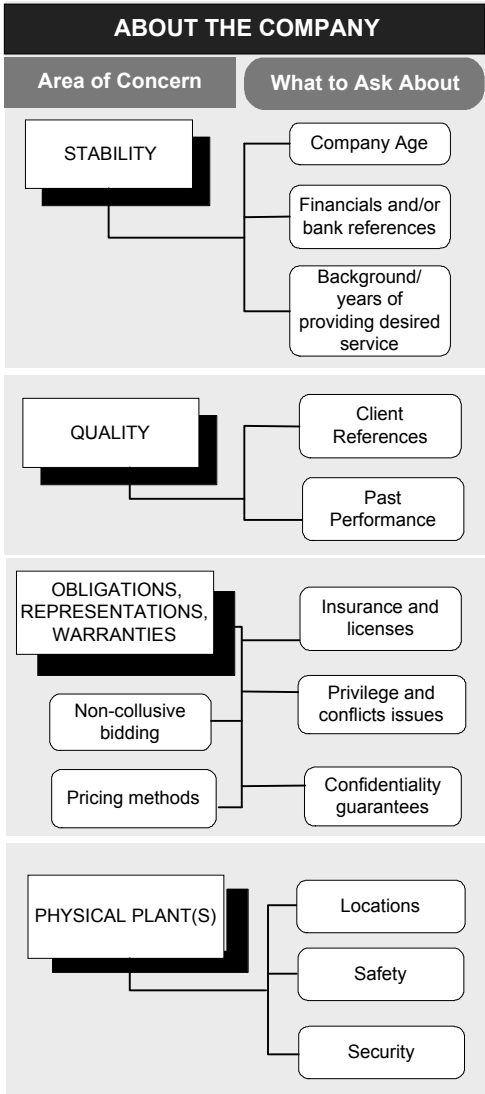 ABOUT THE COMPANY
Area of Concern
What to Ask About
STABILITY
Company Age
Financials and/or
bank references
Background/
years of
providing desired
service
QUALITY
Client
References
Past
Performance
OBLIGATIONS,
REPRESENTATIONS,
WARRANTIES
Insurance and
licenses
Non-collusive
bidding
Privilege and
conflicts issues
Pricing methods
Confidentiality
guarantees
PHYSICAL PLANT(S)
Locations
Safety
Security